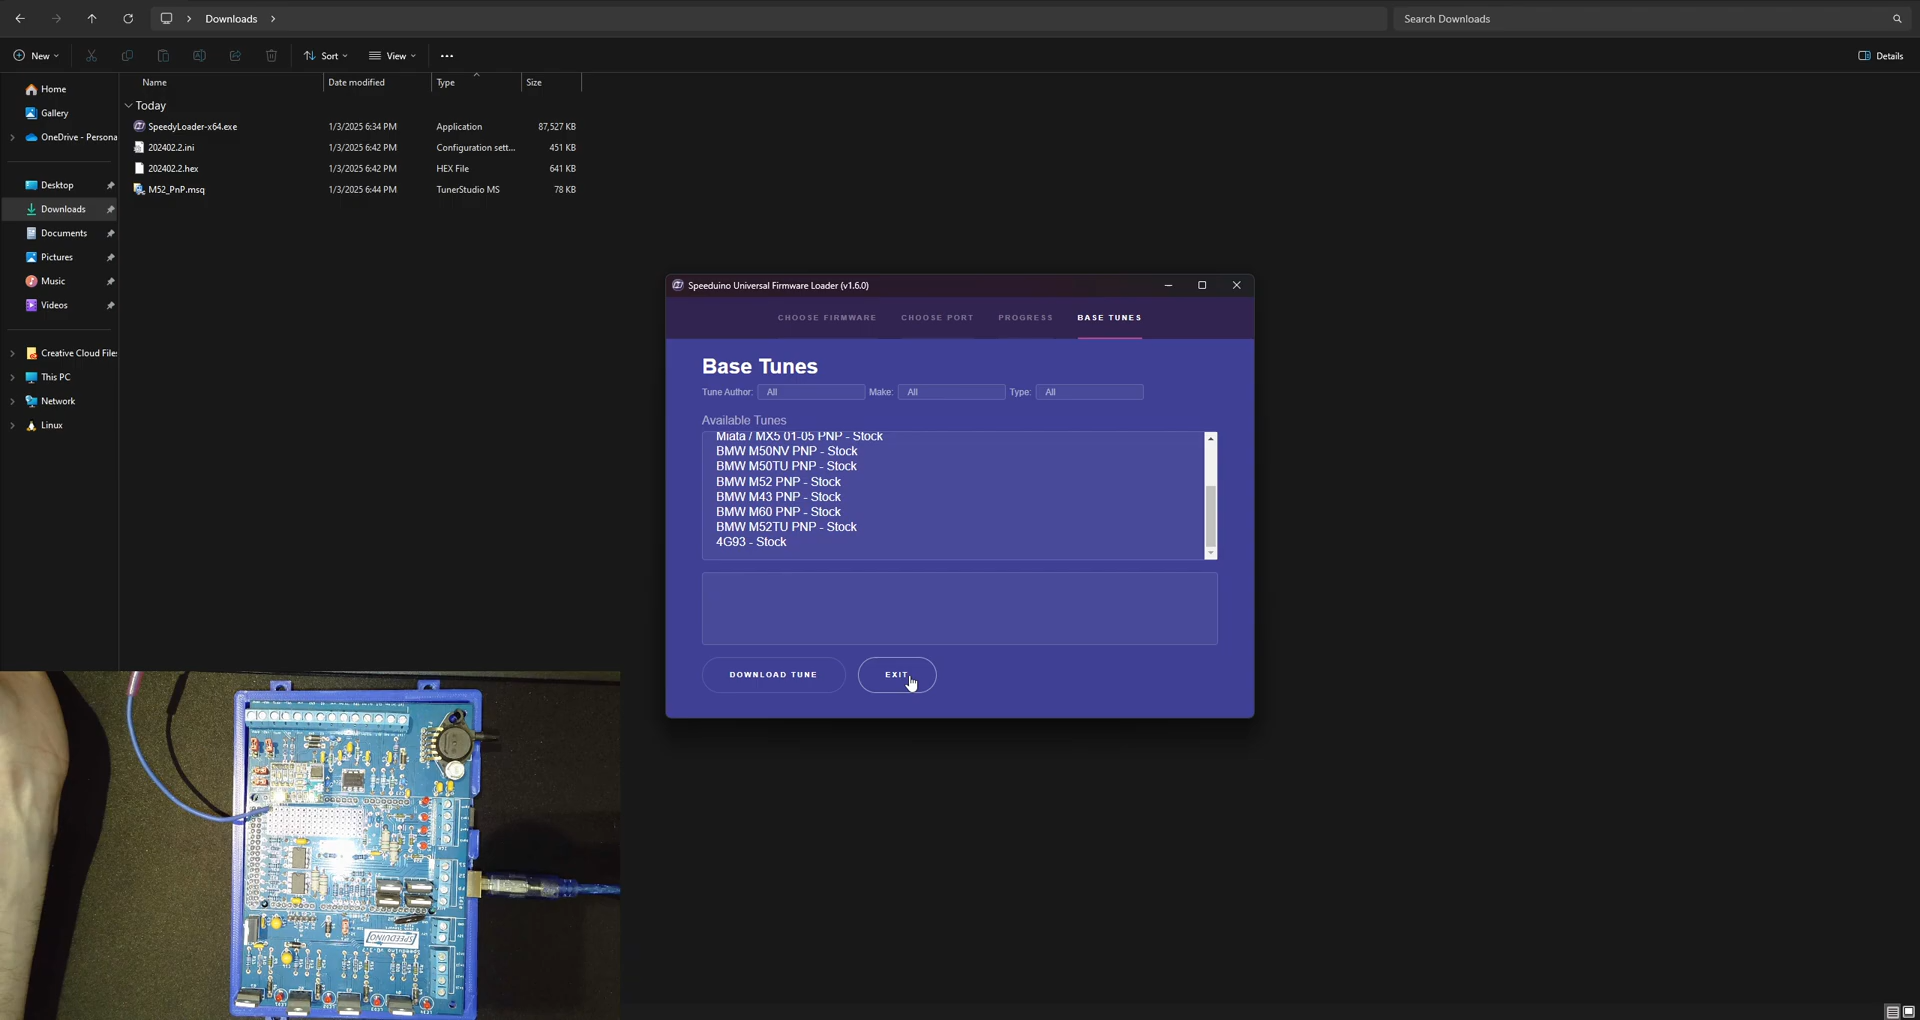 Downloads
Search Downloads
New
Sort
View
Details
Name
Date modified
Type
Size
Home
Gallery
OneDrive - Persona
Desktop
Downloads
Documents
Pictures
Music
Videos
Creative Cloud Files
This PC
Network
Linux
Today
SpeedyLoader-x64.exe 1/3/2025 6:34 PM Application 87,527 KB
202402.2.ini 1/3/2025 6:42 PM Configuration sett... 451 KB
202402.2.hex 1/3/2025 6:42 PM HEX File 641 KB
M52_PnP.msq 1/3/2025 6:44 PM TunerStudio MS 78 KB
Speeduino Universal Firmware Loader (v1.6.0)
CHOOSE FIRMWARE CHOOSE PORT PROGRESS BASE TUNES
Base Tunes
Tune Author: All Make: All Type: All
Available Tunes
Miata / MX5 01-05 PNP - Stock
BMW M50NV PNP - Stock
BMW M50TU PNP - Stock
BMW M52 PNP - Stock
BMW M43 PNP - Stock
BMW M60 PNP - Stock
BMW M52TU PNP - Stock
4G93 - Stock
DOWNLOAD TUNE
EXIT
SPEEDUINO